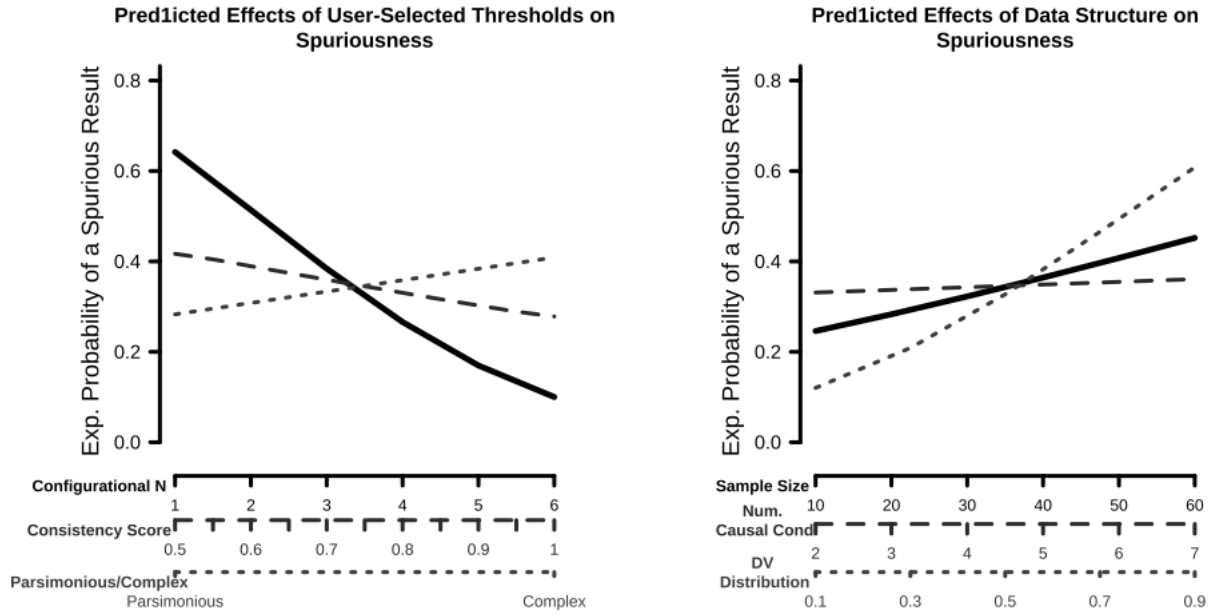 Pred1icted Effects of User-Selected Thresholds on
Spuriousness
Exp. Probability of a Spurious Result
0.8
0.6
0.4
0.2
0.0
Configurational N
1 2 3 4 5 6
Consistency Score
0.5 0.6 0.7 0.8 0.9 1
Parsimonious/Complex
Parsimonious Complex
Pred1icted Effects of Data Structure on
Spuriousness
Exp. Probability of a Spurious Result
0.8
0.6
0.4
0.2
0.0
Sample Size
10 20 30 40 50 60
Num.
Causal Cond
2 3 4 5 6 7
DV
Distribution
0.1 0.3 0.5 0.7 0.9